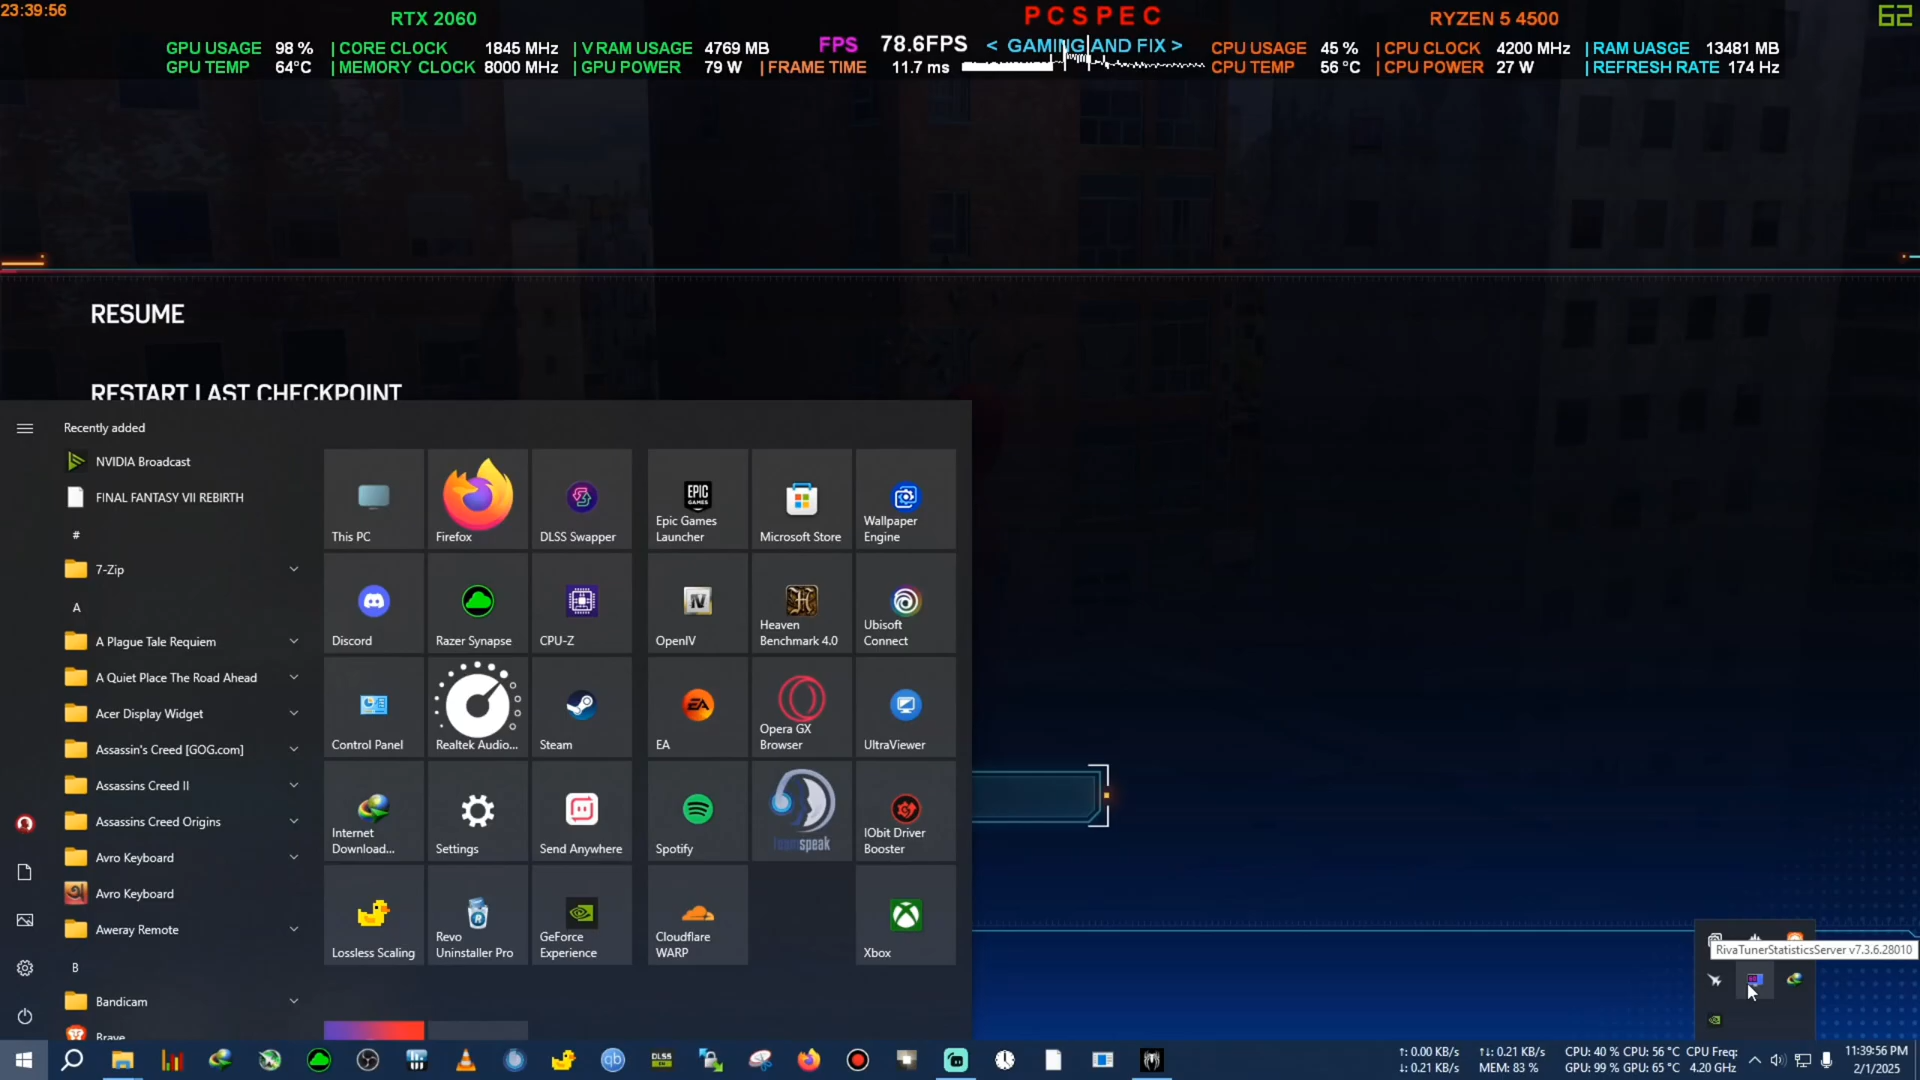 23:39:56
RTX 2060
PCSPEC
RYZEN 5 4500
62
GPU USAGE 98 % | CORE CLOCK 1845 MHz | V RAM USAGE 4769 MB FPS 78.6FPS < GAMING AND FIX > CPU USAGE 45 % | CPU CLOCK 4200 MHz | RAM UASGE 13481 MB
GPU TEMP 64°C | MEMORY CLOCK 8000 MHz | GPU POWER 79 W | FRAME TIME 11.7 ms CPU TEMP 56 °C | CPU POWER 27 W | REFRESH RATE 174 Hz
RESUME
RESTART LAST CHECKPOINT
Recently added
NVIDIA Broadcast
FINAL FANTASY VII REBIRTH
#
7-Zip
A
A Plague Tale Requiem
A Quiet Place The Road Ahead
Acer Display Widget
Assassin's Creed [GOG.com]
Assassins Creed II
Assassins Creed Origins
Avro Keyboard
Avro Keyboard
Aweray Remote
B
Bandicam
Brave
This PC
Firefox
DLSS Swapper
EPIC GAMES
Epic Games Launcher
Microsoft Store
Wallpaper Engine
Discord
Razer Synapse
CPU-Z
IV
OpenIV
Heaven Benchmark 4.0
Ubisoft Connect
Control Panel
Realtek Audio...
Steam
EA
EA
Opera GX Browser
UltraViewer
Internet Download...
Settings
Send Anywhere
Spotify
teamspeak
IObit Driver Booster
Lossless Scaling
Revo Uninstaller Pro
GeForce Experience
Cloudflare WARP
Xbox
RivaTunerStatisticsServer v7.3.6.28010
qb
DLSS
↑: 0.00 KB/s ↑↓: 0.21 KB/s CPU: 40 % CPU: 56 °C CPU Freq: 11:39:56 PM
↓: 0.21 KB/s MEM: 83 % GPU: 99 % GPU: 65 °C 4.20 GHz 2/1/2025